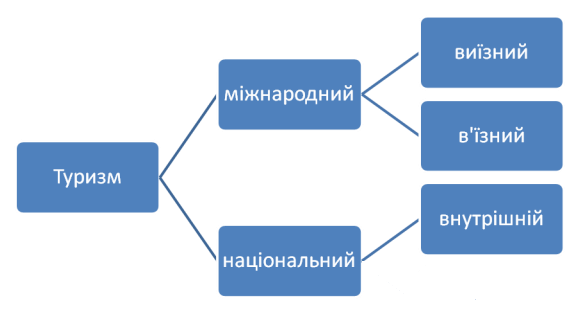 Туризм
міжнародний
виїзний
в'їзний
національний
внутрішній